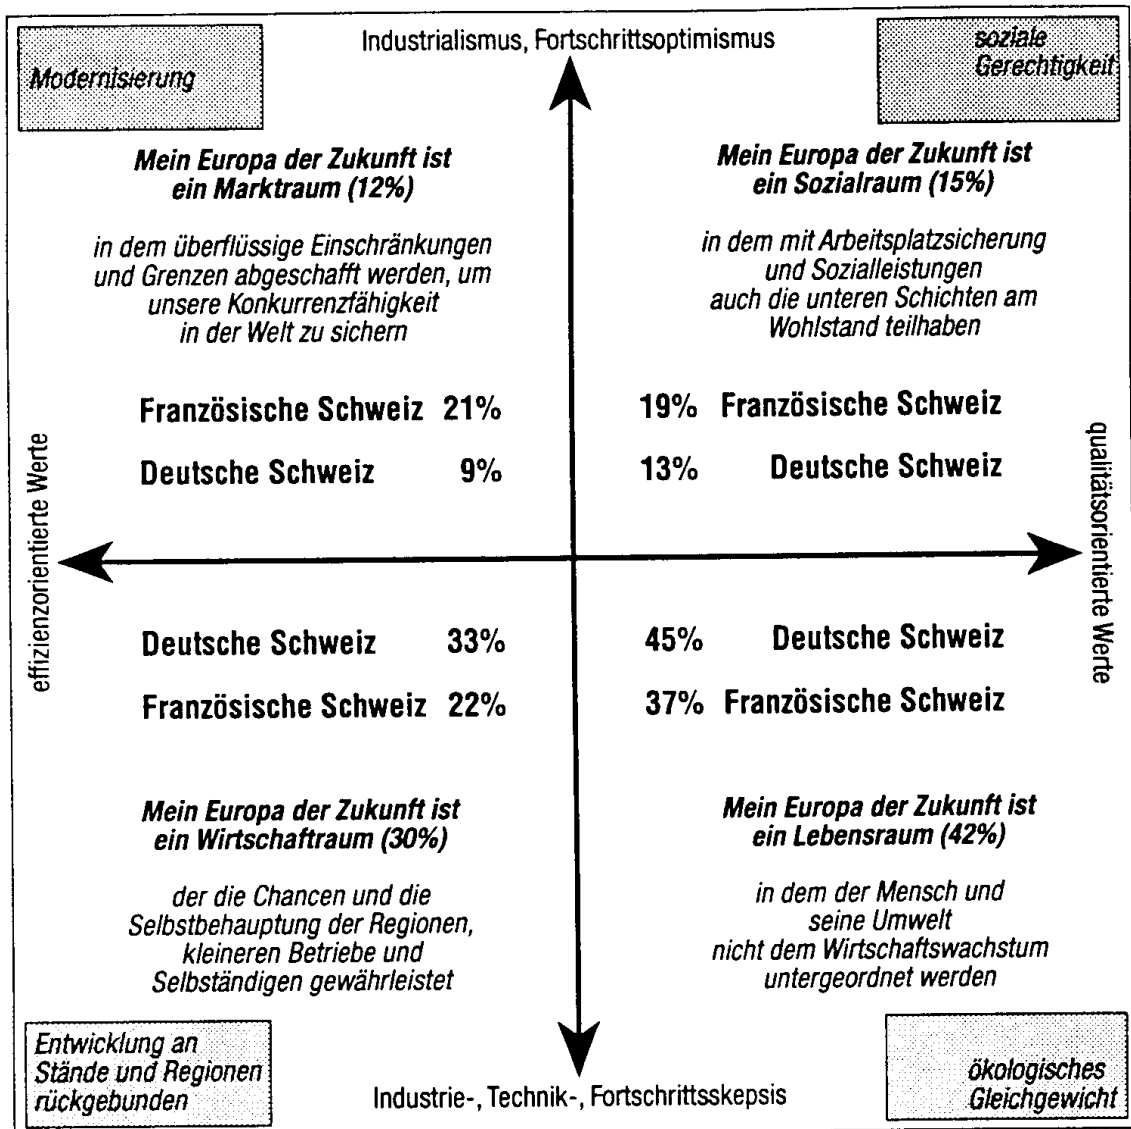 Industrialismus, Fortschrittsoptimismus
Modernisierung
soziale
Gerechtigkeit
Mein Europa der Zukunft ist
ein Marktraum (12%)
in dem überflüssige Einschränkungen
und Grenzen abgeschafft werden, um
unsere Konkurrenzfähigkeit
in der Welt zu sichern
Französische Schweiz 21%
Deutsche Schweiz 9%
Mein Europa der Zukunft ist
ein Sozialraum (15%)
in dem mit Arbeitsplatzsicherung
und Sozialleistungen
auch die unteren Schichten am
Wohlstand teilhaben
19% Französische Schweiz
13% Deutsche Schweiz
effizienzorientierte Werte
qualitätsorientierte Werte
Deutsche Schweiz 33%
Französische Schweiz 22%
Mein Europa der Zukunft ist
ein Wirtschaftraum (30%)
der die Chancen und die
Selbstbehauptung der Regionen,
kleineren Betriebe und
Selbständigen gewährleistet
45% Deutsche Schweiz
37% Französische Schweiz
Mein Europa der Zukunft ist
ein Lebensraum (42%)
in dem der Mensch und
seine Umwelt
nicht dem Wirtschaftswachstum
untergeordnet werden
Entwicklung an
Stände und Regionen
rückgebunden
Industrie-, Technik-, Fortschrittsskepsis
ökologisches
Gleichgewicht